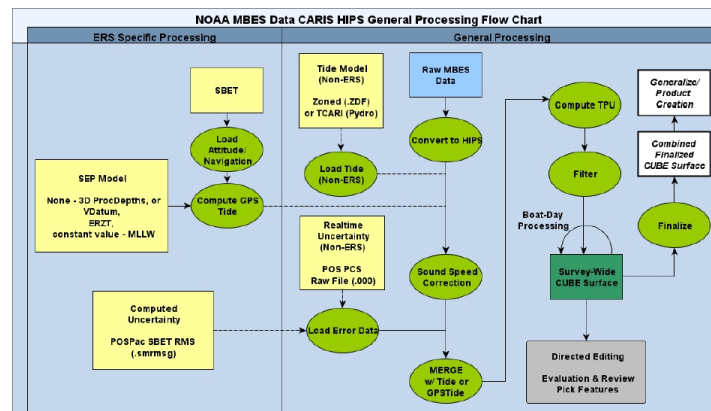 NOAA MBES Data CARIS HIPS General Processing Flow Chart
ERS Specific Processing
General Processing
SBET
Load
Attitude/
Navigation
SEP Model
None - 3D ProcDepths, or
VDatum,
ERZT,
constant value - MLLW
Compute GPS
Tide
Computed
Uncertainty
POSPac SBET RMS
(.smrmsg)
Tide Model
(Non-ERS)
Zoned (.ZDF)
or TCARI (Pydro)
Load Tide
(Non-ERS)
Realtime
Uncertainty
(Non-ERS)
POS PCS
Raw File (.000)
Load Error Data
Raw MBES
Data
Convert to HIPS
Sound Speed
Correction
MERGE
w/ Tide or
GPSTide
Compute TPU
Filter
Boat-Day
Processing
Survey-Wide
CUBE Surface
Directed Editing
Evaluation & Review
Pick Features
Generalize/
Product
Creation
Combined
Finalized
CUBE Surface
Finalize